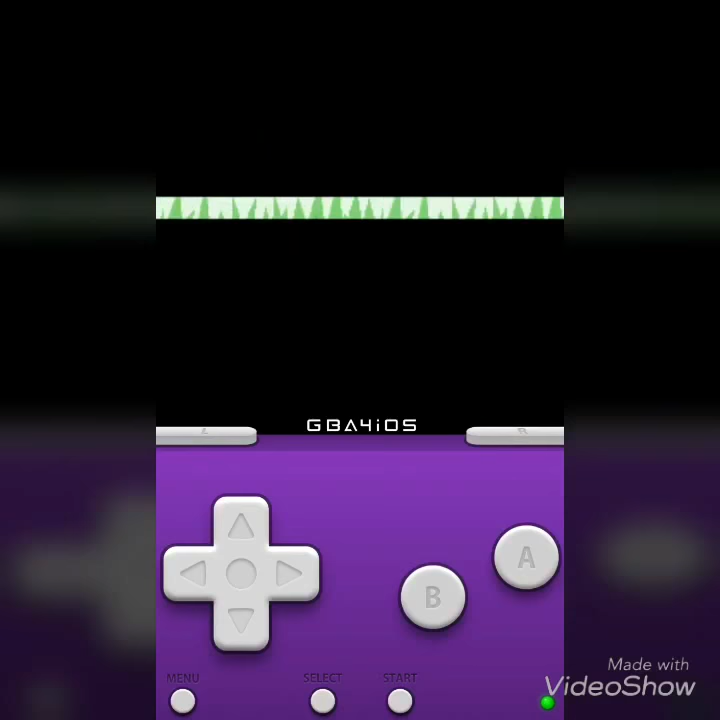 GBA4iOS
L
R
A
B
MENU
SELECT
START
Made with
VideoShow